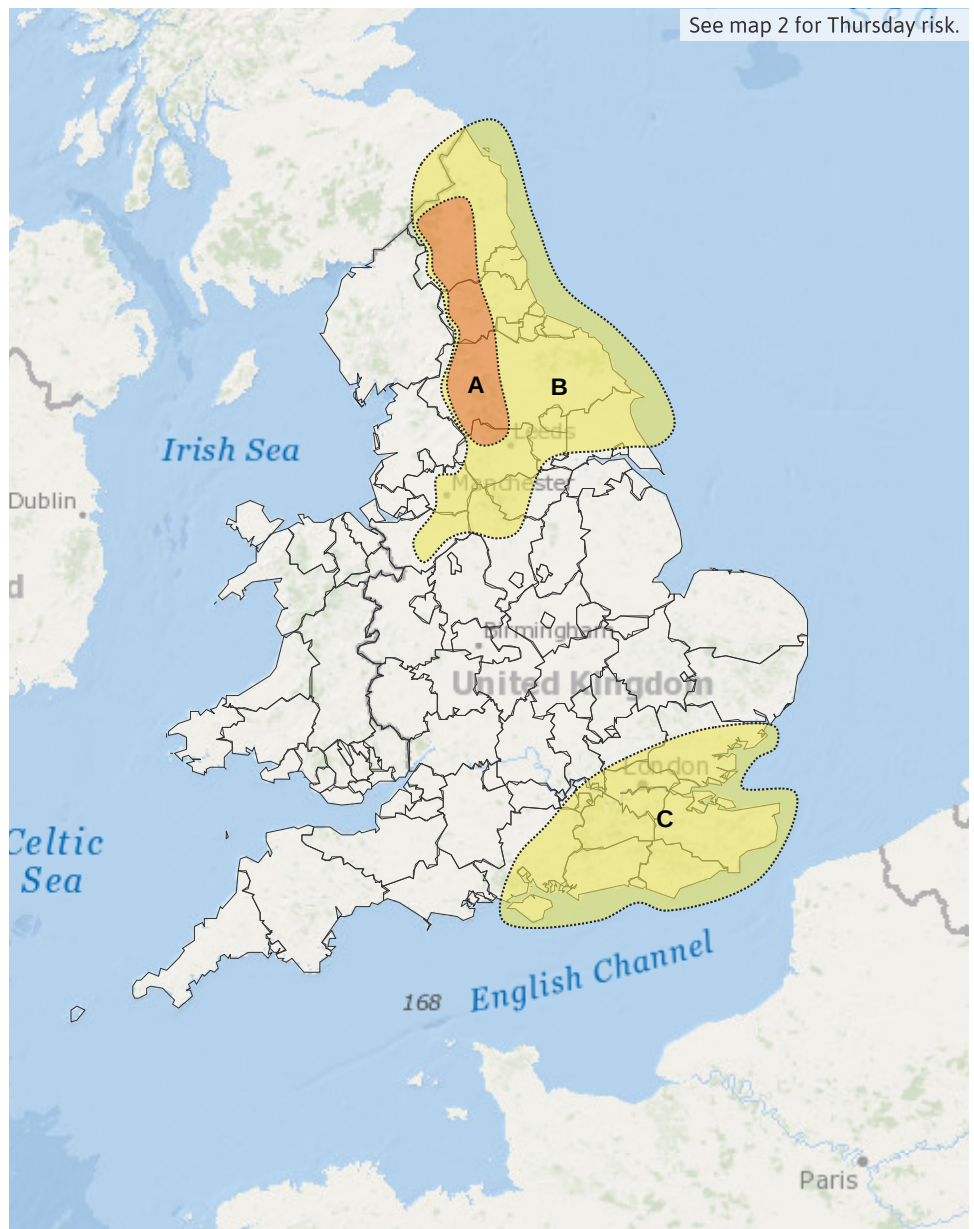 Sea
See map 2 for Thursday risk.
A
B
Leeds
Irish Sea
Manchester
Dublin
d
Birmingham
United Kingdom
London
C
Celtic
Sea
English Channel
168
Paris